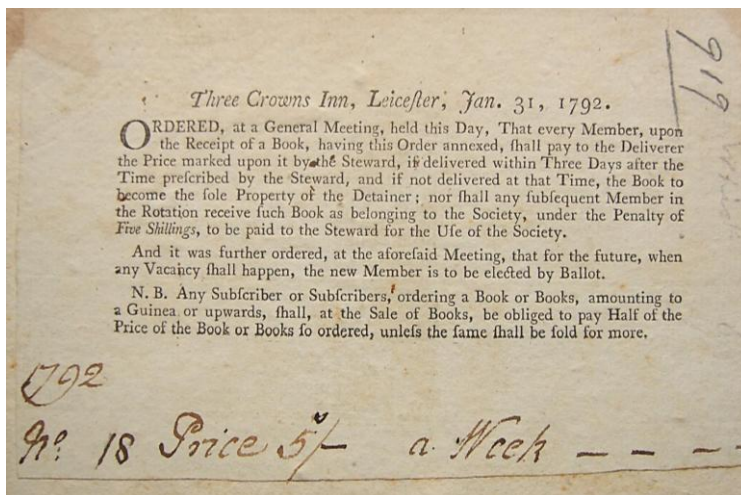 919
Three Crowns Inn, Leiceſter, Jan. 31, 1792.
ORDERED, at a General Meeting, held this Day, That every Member, upon
the Receipt of a Book, having this Order annexed, ſhall pay to the Deliverer
the Price marked upon it by the Steward, if delivered within Three Days after the
Time preſcribed by the Steward, and if not delivered at that Time, the Book to
become the ſole Property of the Detainer; nor ſhall any ſubſequent Member in
the Rotation receive ſuch Book as belonging to the Society, under the Penalty of
Five Shillings, to be paid to the Steward for the Uſe of the Society.
And it was further ordered, at the aforeſaid Meeting, that for the future, when
any Vacancy ſhall happen, the new Member is to be elected by Ballot.
N. B. Any Subſcriber or Subſcribers, ordering a Book or Books, amounting to
a Guinea or upwards, ſhall, at the Sale of Books, be obliged to pay Half of the
Price of the Book or Books ſo ordered, unleſs the ſame ſhall be ſold for more.
1792
No. 18 Price 5/- a Week - - - -